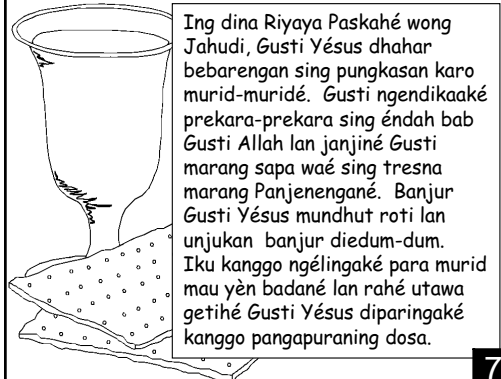 Ing dina Riyaya Paskahé wong
Jahudi, Gusti Yésus dhahar
bebarengan sing pungkasan karo
murid-muridé.  Gusti ngendikaaké
prekara-prekara sing éndah bab
Gusti Allah lan janjiné Gusti
marang sapa waé sing tresna
marang Panjenengané.  Banjur
Gusti Yésus mundhut roti lan
unjukan  banjur diedum-dum.
Iku kanggo ngélingaké para murid
mau yèn badané lan rahé utawa
getihé Gusti Yésus diparingaké
kanggo pangapuraning dosa.
7